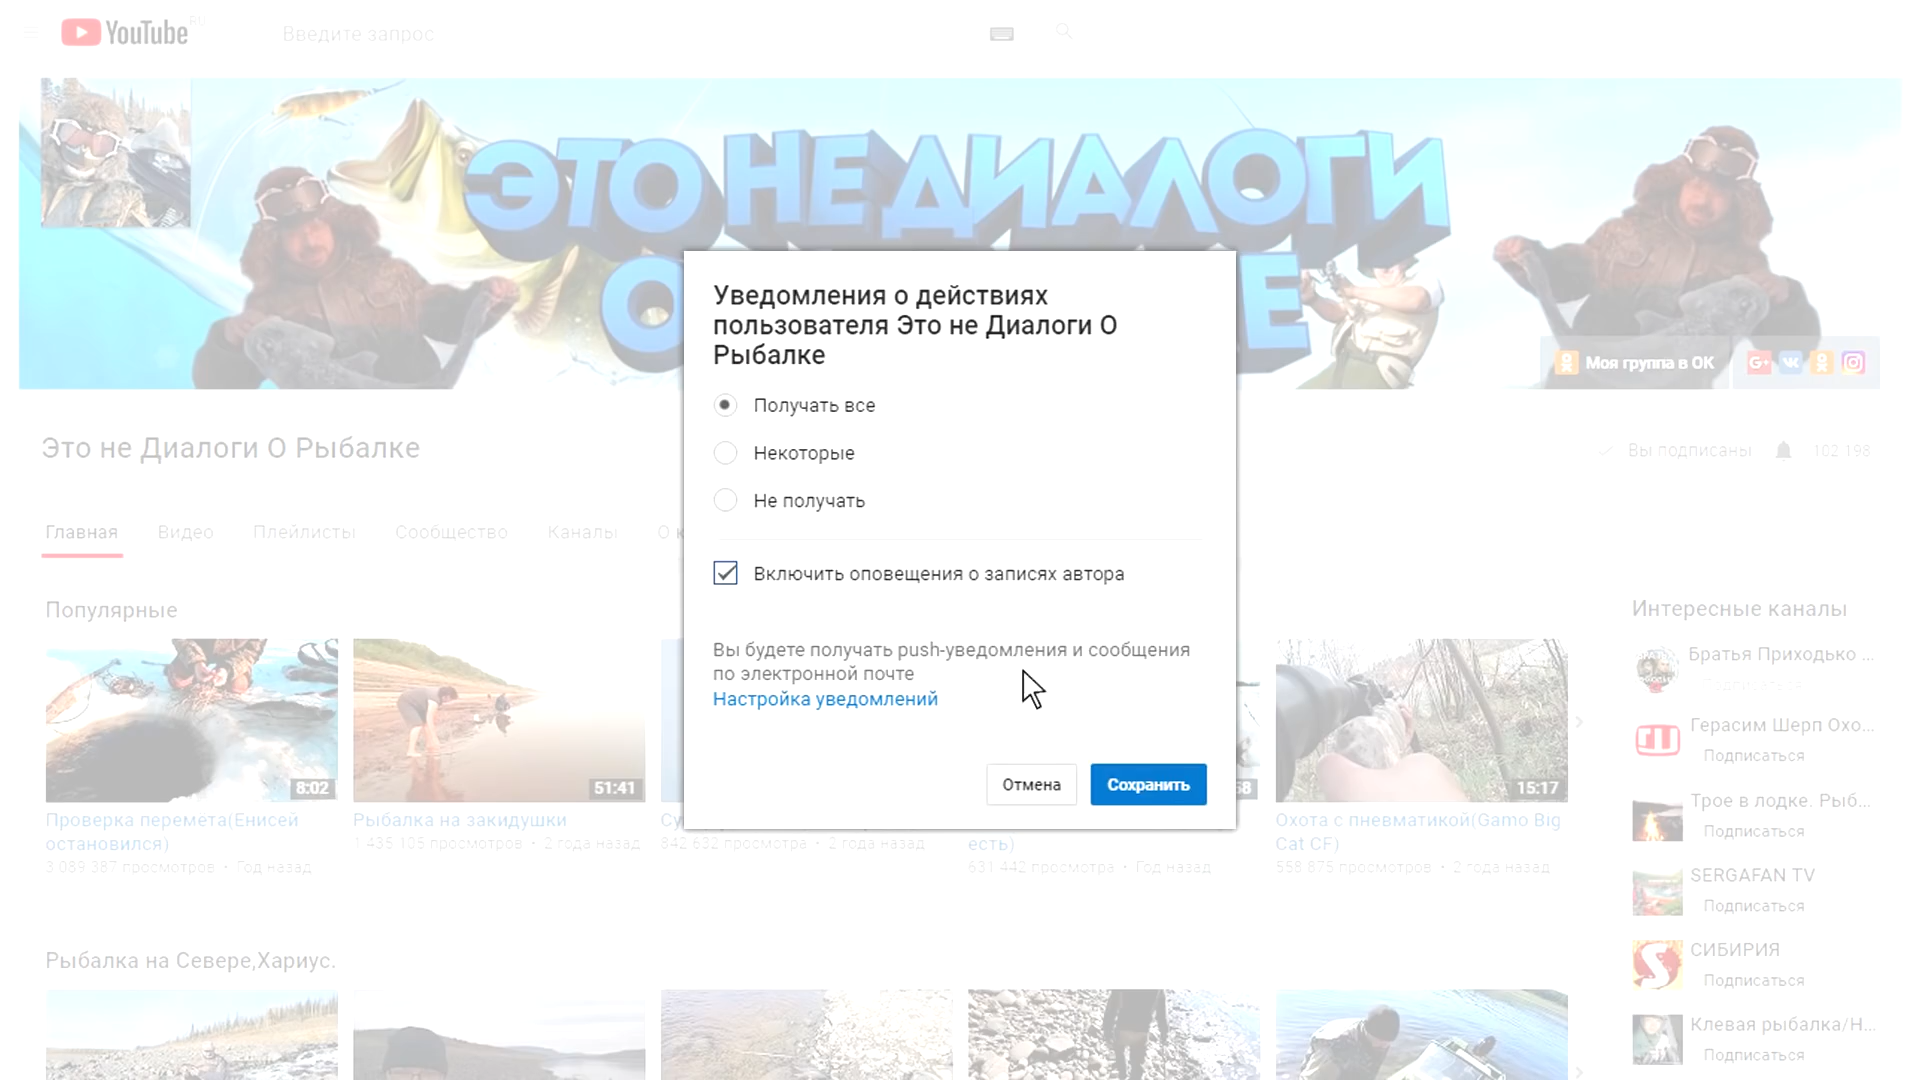 YouTube
RU
Введите запрос
ЭТО НЕ ДИАЛОГИ
О
Е
Моя группа в ОК
Это не Диалоги О Рыбалке
Вы подписаны
102 198
Главная Видео Плейлисты Сообщество Каналы О к
Уведомления о действиях
пользователя Это не Диалоги О
Рыбалке
Получать все
Некоторые
Не получать
Включить оповещения о записях автора
Вы будете получать push-уведомления и сообщения
по электронной почте
Настройка уведомлений
Отмена
Сохранить
Популярные
8:02
Проверка перемёта(Енисей
остановился)
3 089 387 просмотров • Год назад
51:41
Рыбалка на закидушки
1 435 105 просмотров • 2 года назад
Су
842 632 просмотра • 2 года назад
58
есть)
631 442 просмотра • Год назад
15:17
Охота с пневматикой(Gamo Big
Cat CF)
558 875 просмотров • 2 года назад
Интересные каналы
Братья Приходько ...
Подписаться
Герасим Шерп Охо...
Подписаться
Трое в лодке. Рыб...
Подписаться
SERGAFAN TV
Подписаться
СИБИРИЯ
Подписаться
Клевая рыбалка/Н...
Подписаться
Рыбалка на Севере,Хариус.